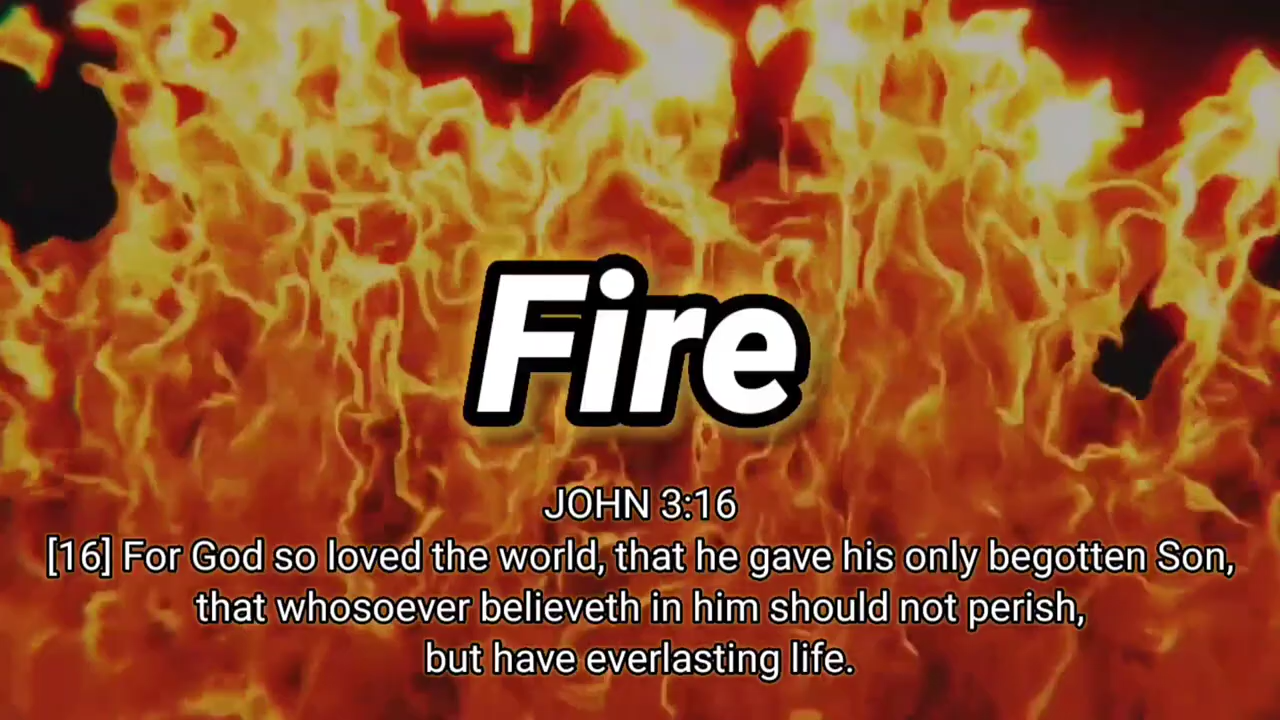 Fire
JOHN 3:16
[16] For God so loved the world, that he gave his only begotten Son,
that whosoever believeth in him should not perish,
but have everlasting life.